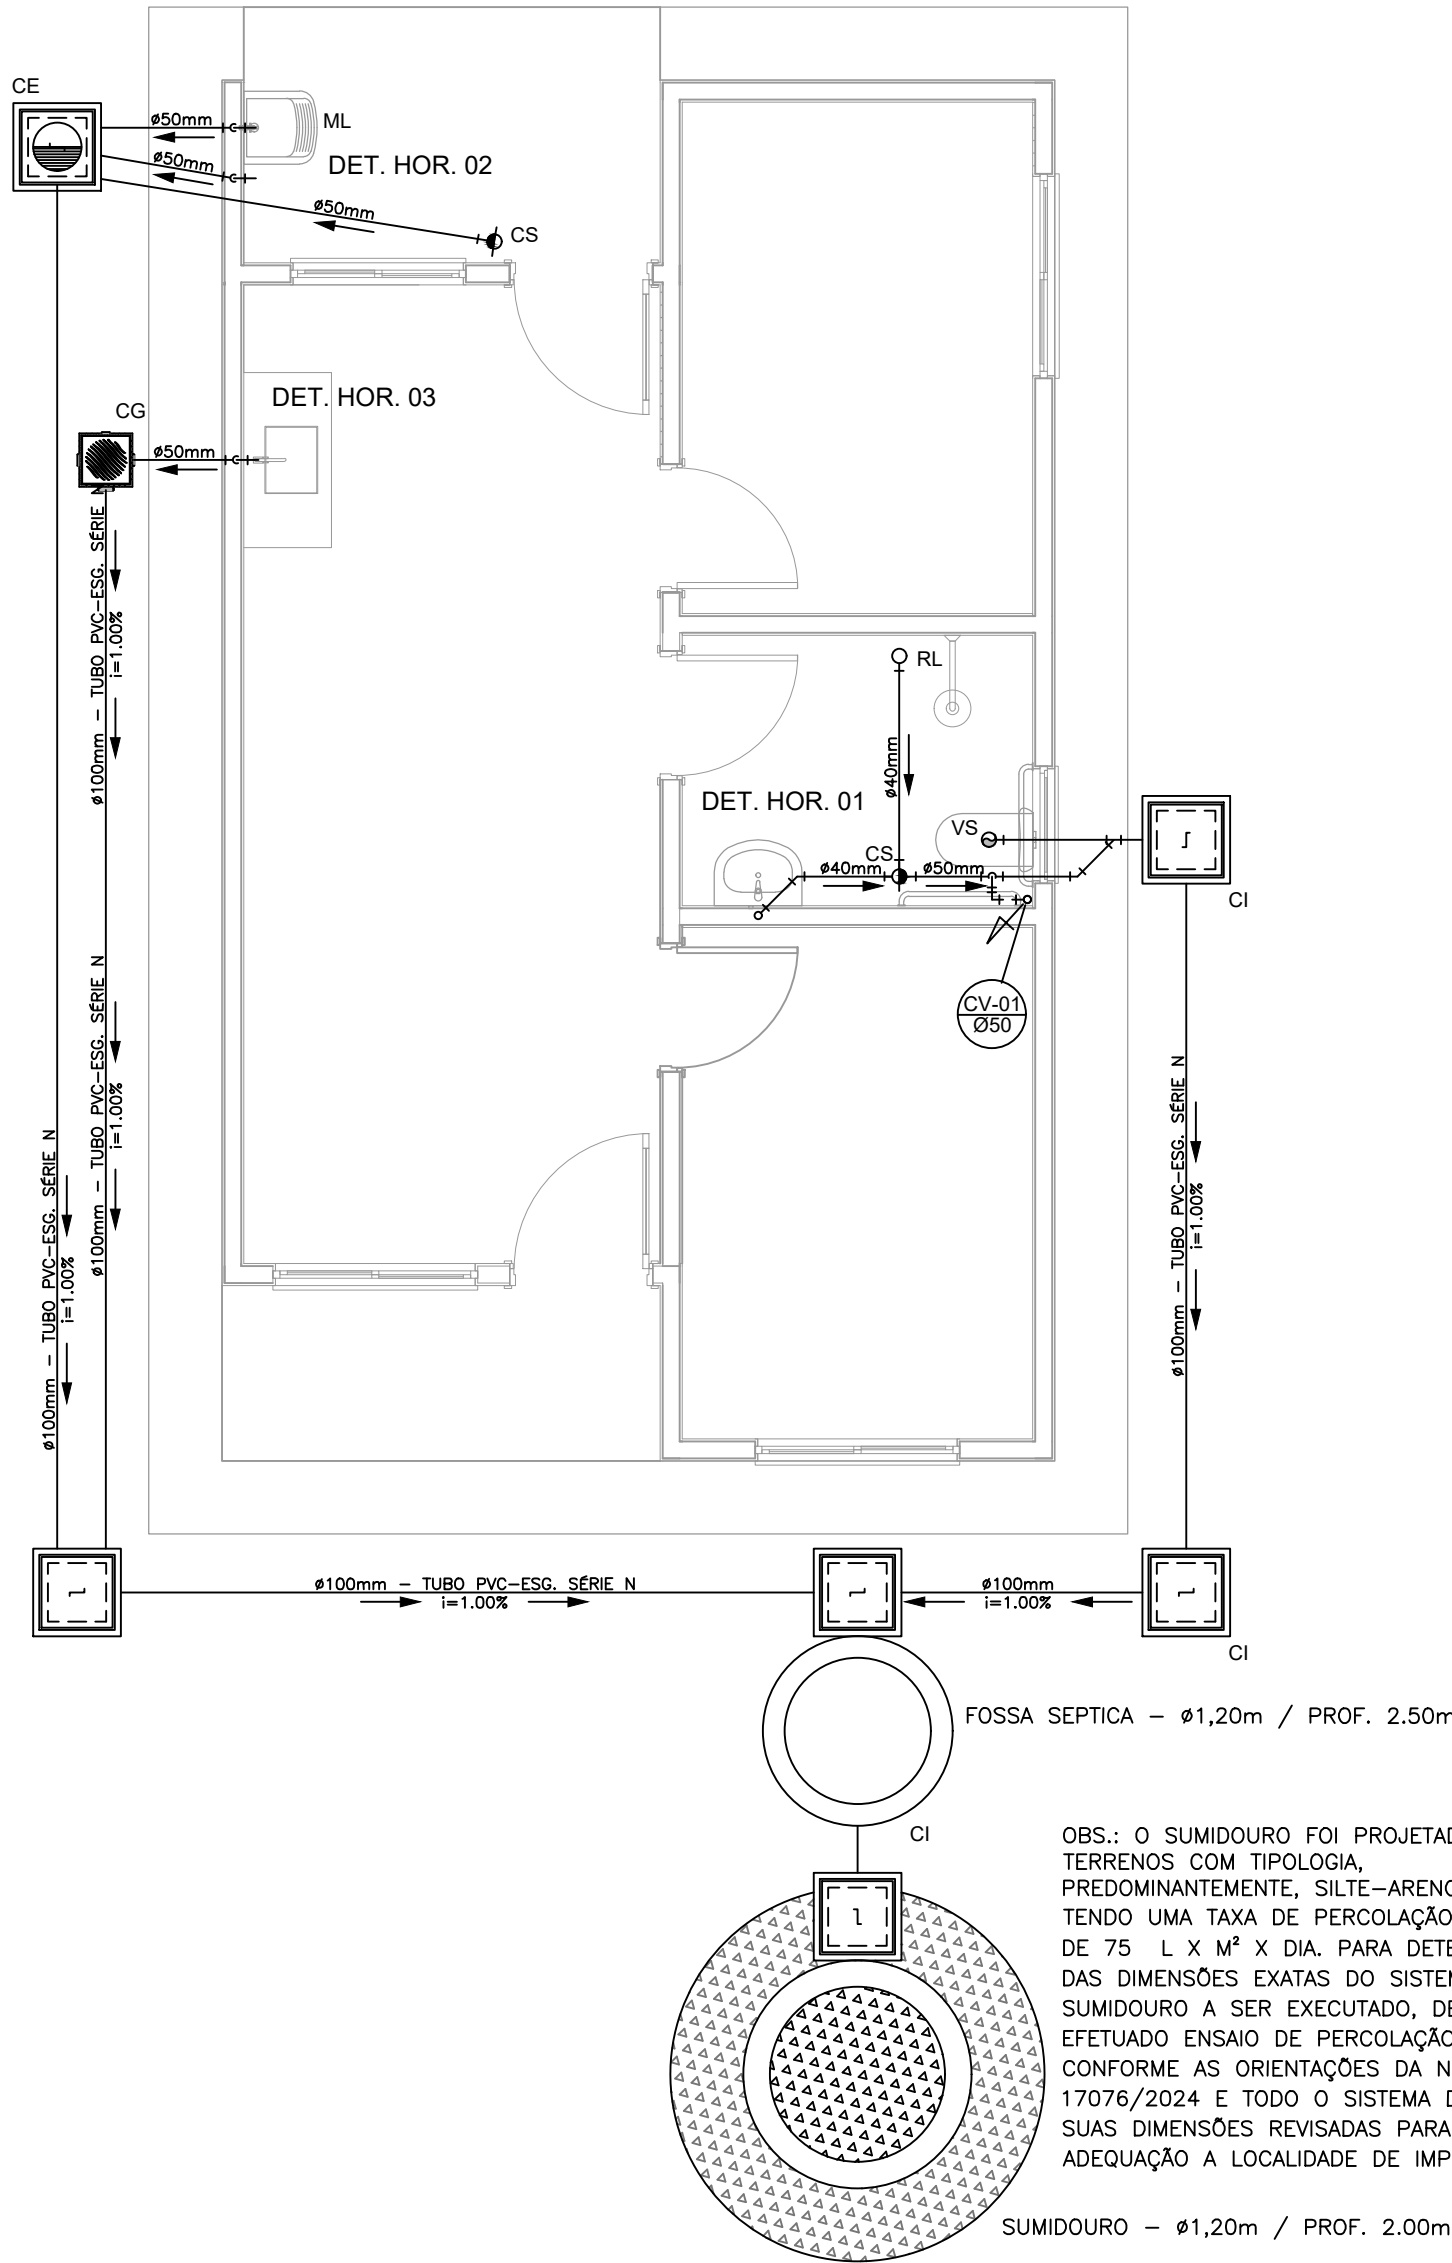 CE
ø50mm
ML
DET. HOR. 02
ø50mm
ø50mm
CS
DET. HOR. 03
CG
ø50mm
ø100mm – TUBO PVC–ESG. SÉRIE N
i=1.00%
RL
ø40mm
DET. HOR. 01
VS
CS
ø40mm
ø50mm
CI
CV-01
Ø50
ø100mm – TUBO PVC–ESG. SÉRIE N
i=1.00%
ø100mm – TUBO PVC–ESG. SÉRIE N
i=1.00%
ø100mm – TUBO PVC–ESG. SÉRIE N
i=1.00%
ø100mm – TUBO PVC–ESG. SÉRIE N
i=1.00%
ø100mm
i=1.00%
CI
FOSSA SEPTICA – ø1,20m / PROF. 2.50m
CI
OBS.: O SUMIDOURO FOI PROJETAD
TERRENOS COM TIPOLOGIA,
PREDOMINANTEMENTE, SILTE–ARENO
TENDO UMA TAXA DE PERCOLAÇÃO
DE 75 L X M² X DIA. PARA DETE
DAS DIMENSÕES EXATAS DO SISTEM
SUMIDOURO A SER EXECUTADO, DE
EFETUADO ENSAIO DE PERCOLAÇÃO
CONFORME AS ORIENTAÇÕES DA N
17076/2024 E TODO O SISTEMA D
SUAS DIMENSÕES REVISADAS PARA
ADEQUAÇÃO A LOCALIDADE DE IMP
SUMIDOURO – ø1,20m / PROF. 2.00m